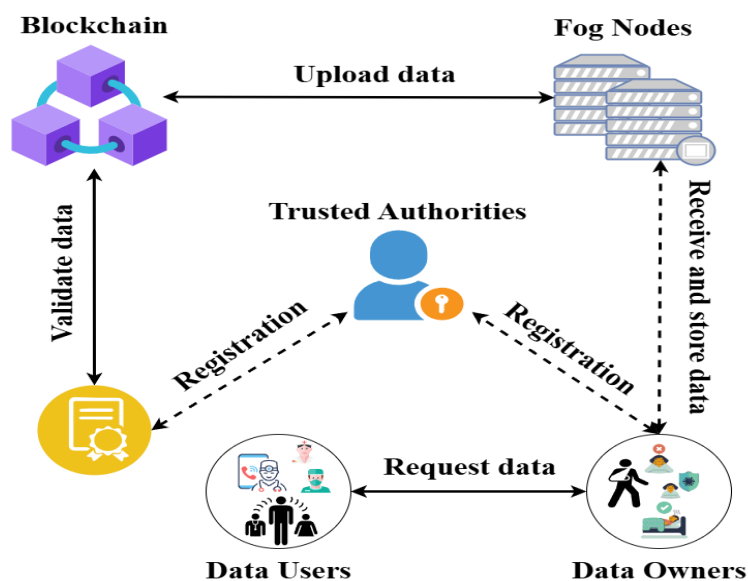 Blockchain
Fog Nodes
Upload data
Trusted Authorities
Validate data
Receive and store data
Registration
Registration
Request data
Data Users
Data Owners